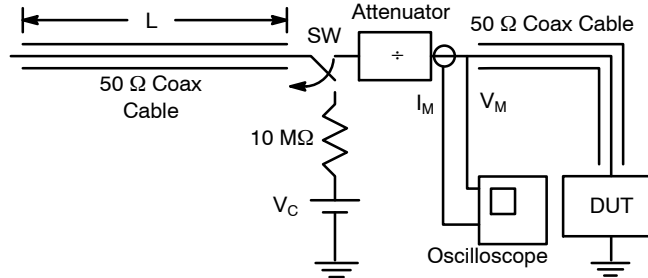 L
SW
Attenuator
÷
50 Ω Coax Cable
50 Ω Coax
Cable
I_M
V_M
10 MΩ
V_C
DUT
Oscilloscope